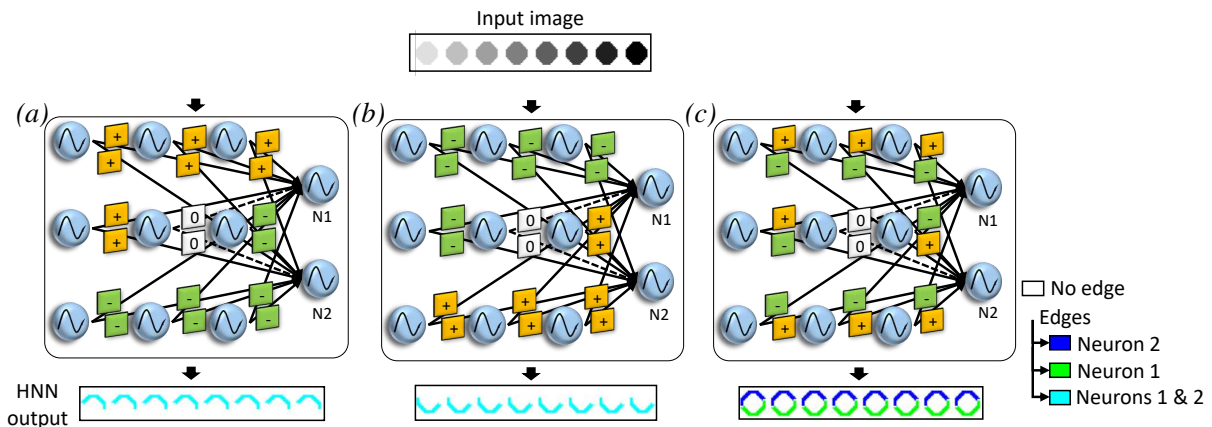 Input image
(a)
(b)
(c)
+ + +
+ + +
- - -
- - -
+ + +
- - -
N1
N1
N1
+ 0 -
+ 0 -
- 0 +
- 0 +
+ 0 -
- 0 +
- - -
- - -
+ + +
+ + +
- - -
+ + +
N2
N2
N2
No edge
Edges
Neuron 2
Neuron 1
Neurons 1 & 2
HNN
output